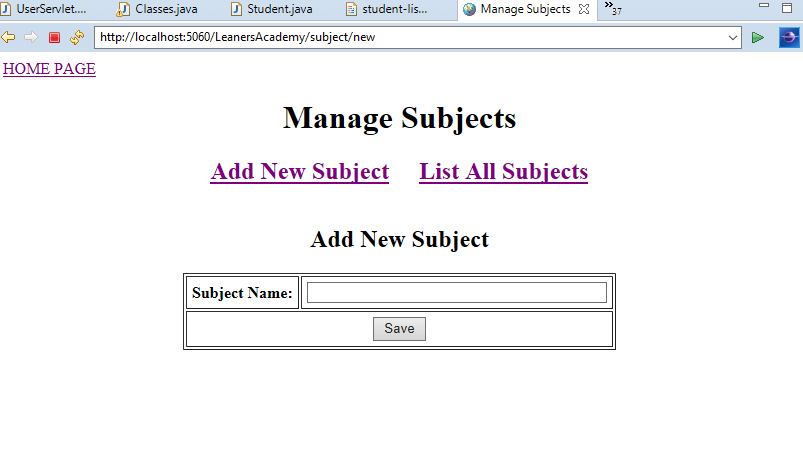 UserServlet.... Classes.java Student.java student-lis... Manage Subjects »37
http://localhost:5060/LeanersAcademy/subject/new
HOME PAGE
Manage Subjects
Add New Subject List All Subjects
Add New Subject
Subject Name:
Save